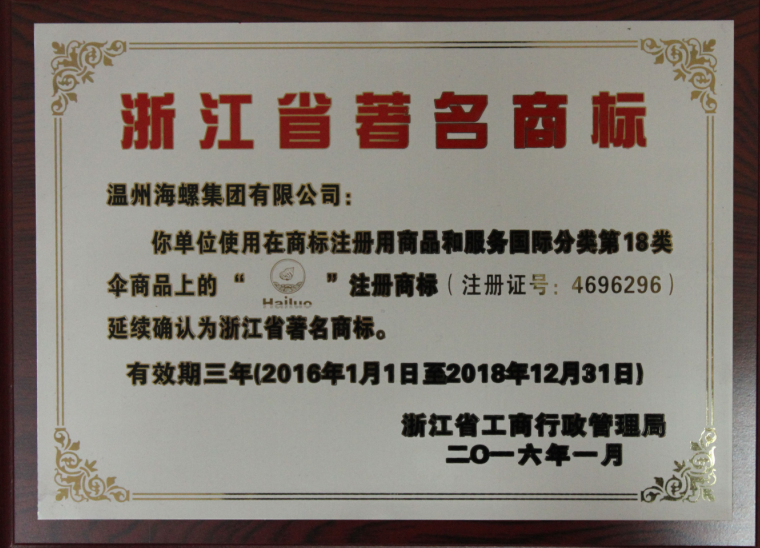 浙江省著名商标
温州海螺集团有限公司：
你单位使用在商标注册用商品和服务国际分类第18类
伞商品上的“ Hailuo ”注册商标（注册证号：4696296）
延续确认为浙江省著名商标。
有效期三年(2016年1月1日至2018年12月31日)
浙江省工商行政管理局
二〇一六年一月